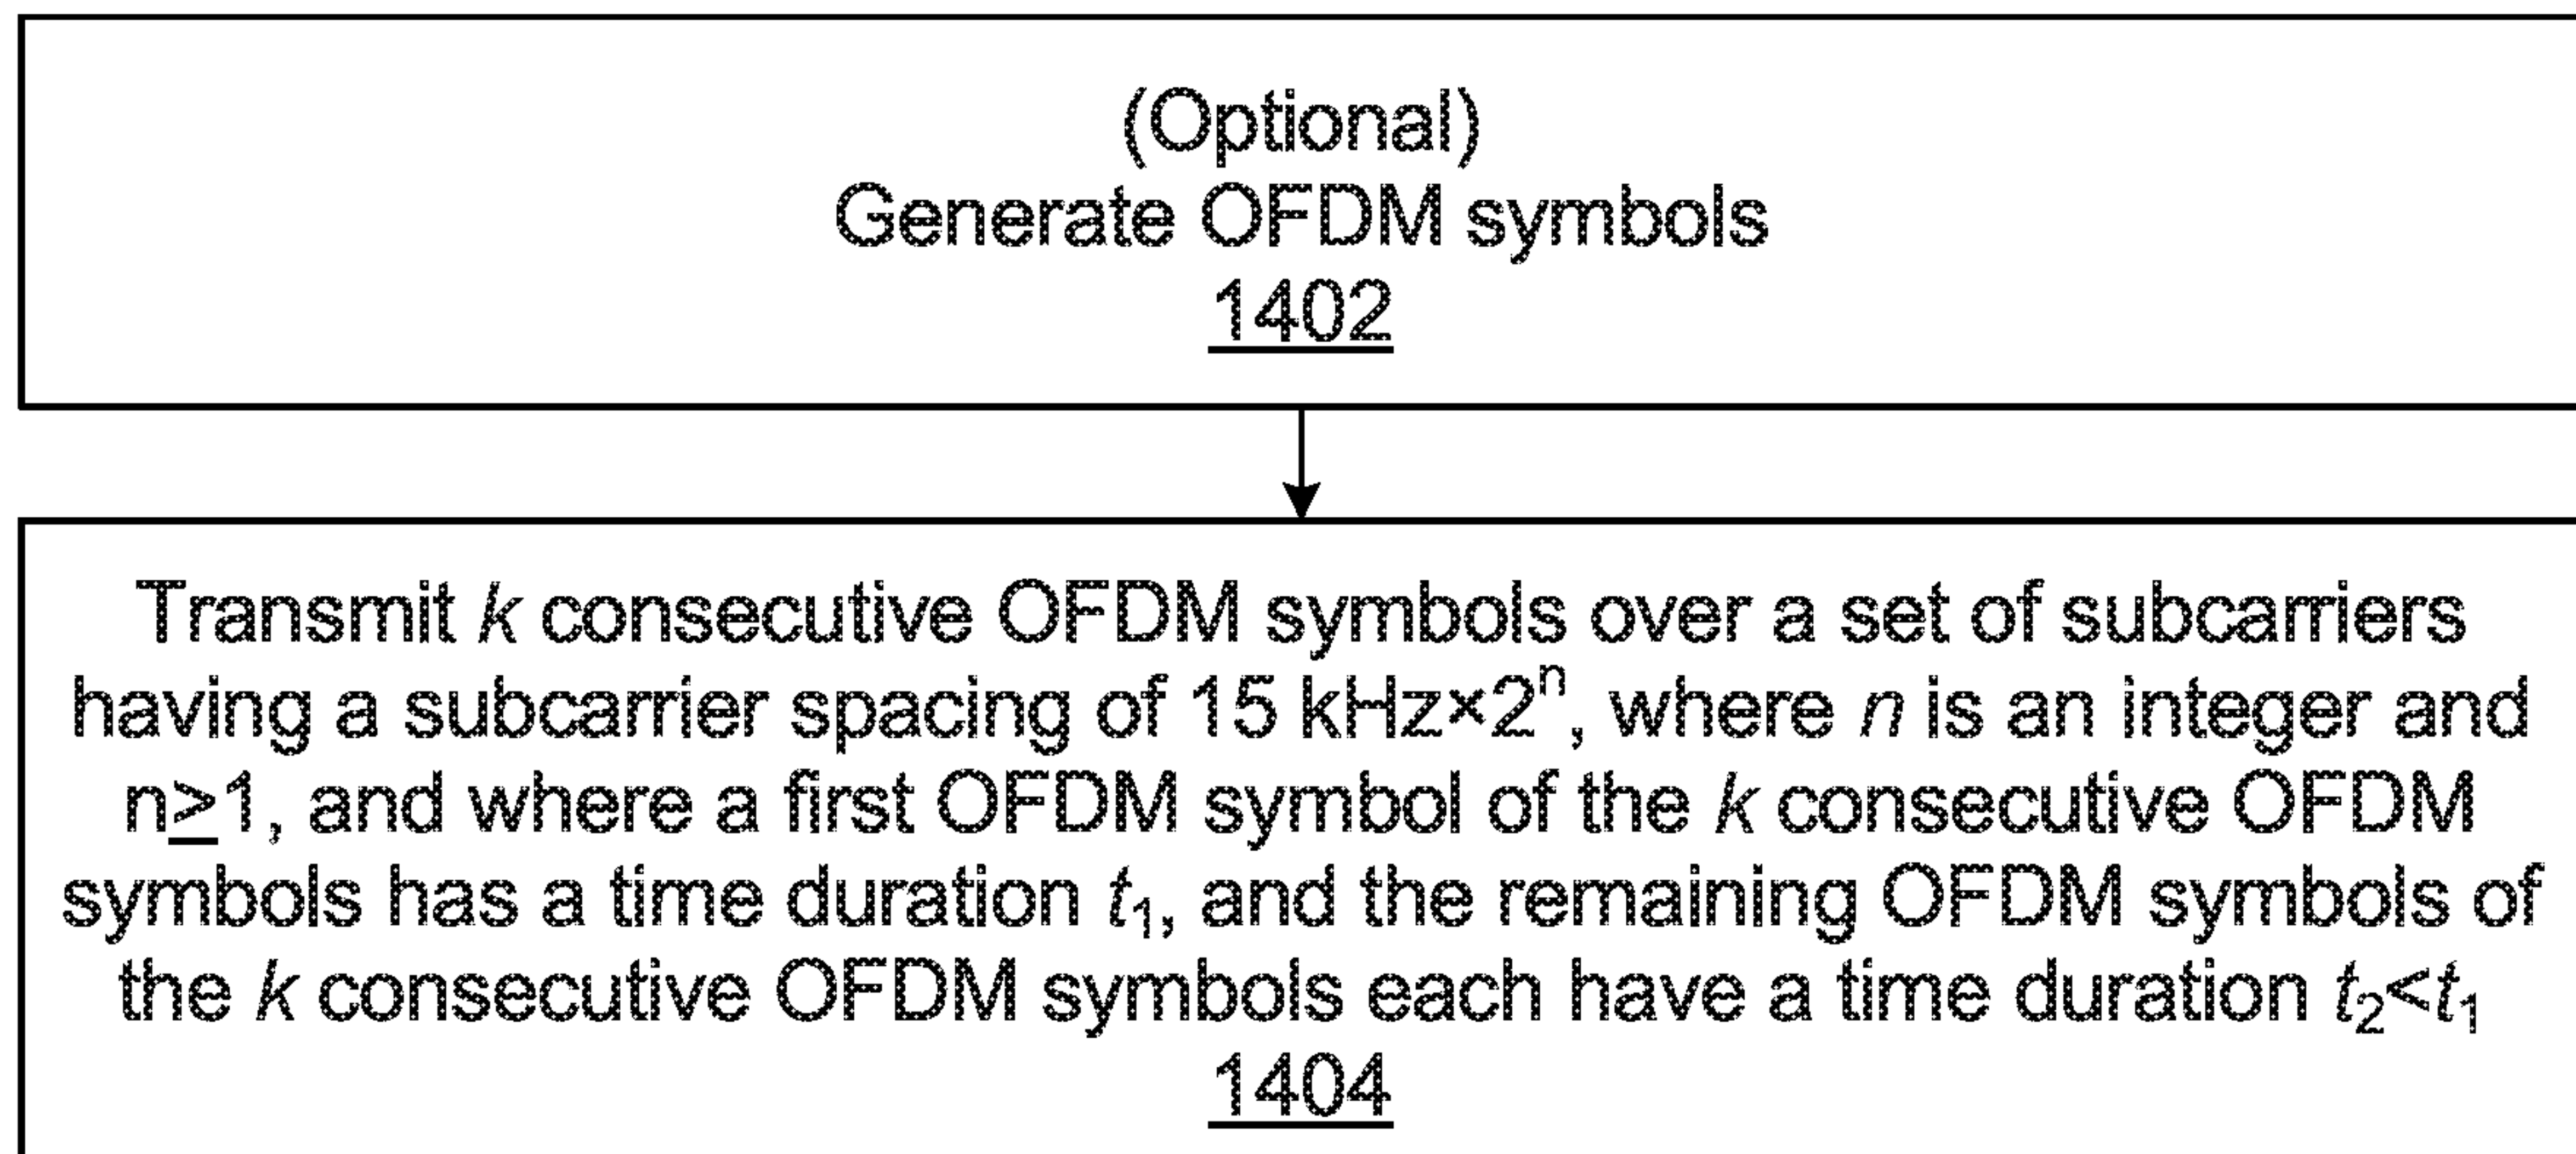 (Optional)
Generate OFDM symbols
1402
Transmit k consecutive OFDM symbols over a set of subcarriers
having a subcarrier spacing of 15 kHz×2ⁿ, where n is an integer and
n≥1, and where a first OFDM symbol of the k consecutive OFDM
symbols has a time duration t₁, and the remaining OFDM symbols of
the k consecutive OFDM symbols each have a time duration t₂<t₁
1404